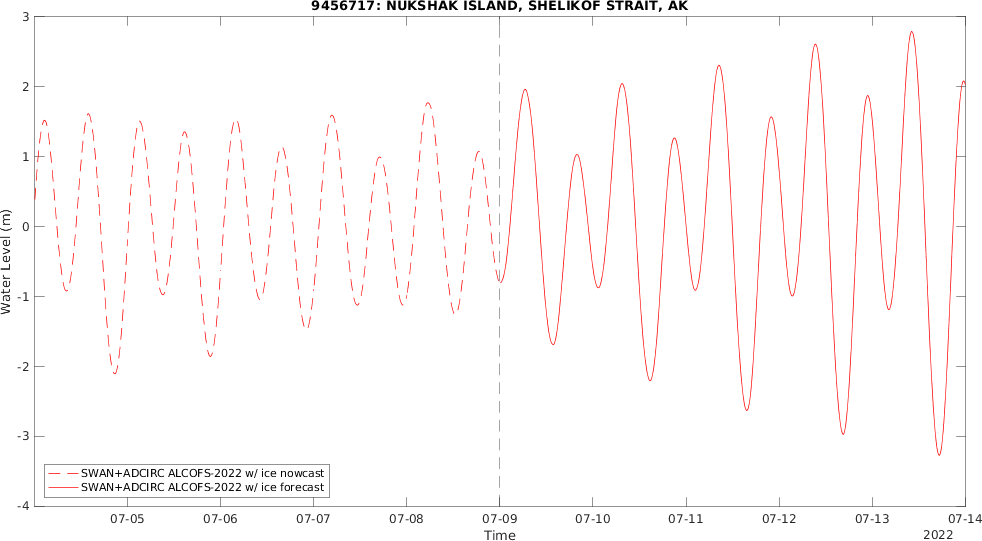 9456717: NUKSHAK ISLAND, SHELIKOF STRAIT, AK
3
2
1
0
-1
-2
-3
-4
Water Level (m)
SWAN+ADCIRC ALCOFS-2022 w/ ice nowcast
SWAN+ADCIRC ALCOFS-2022 w/ ice forecast
07-05 07-06 07-07 07-08 07-09 07-10 07-11 07-12 07-13 07-14
Time
2022